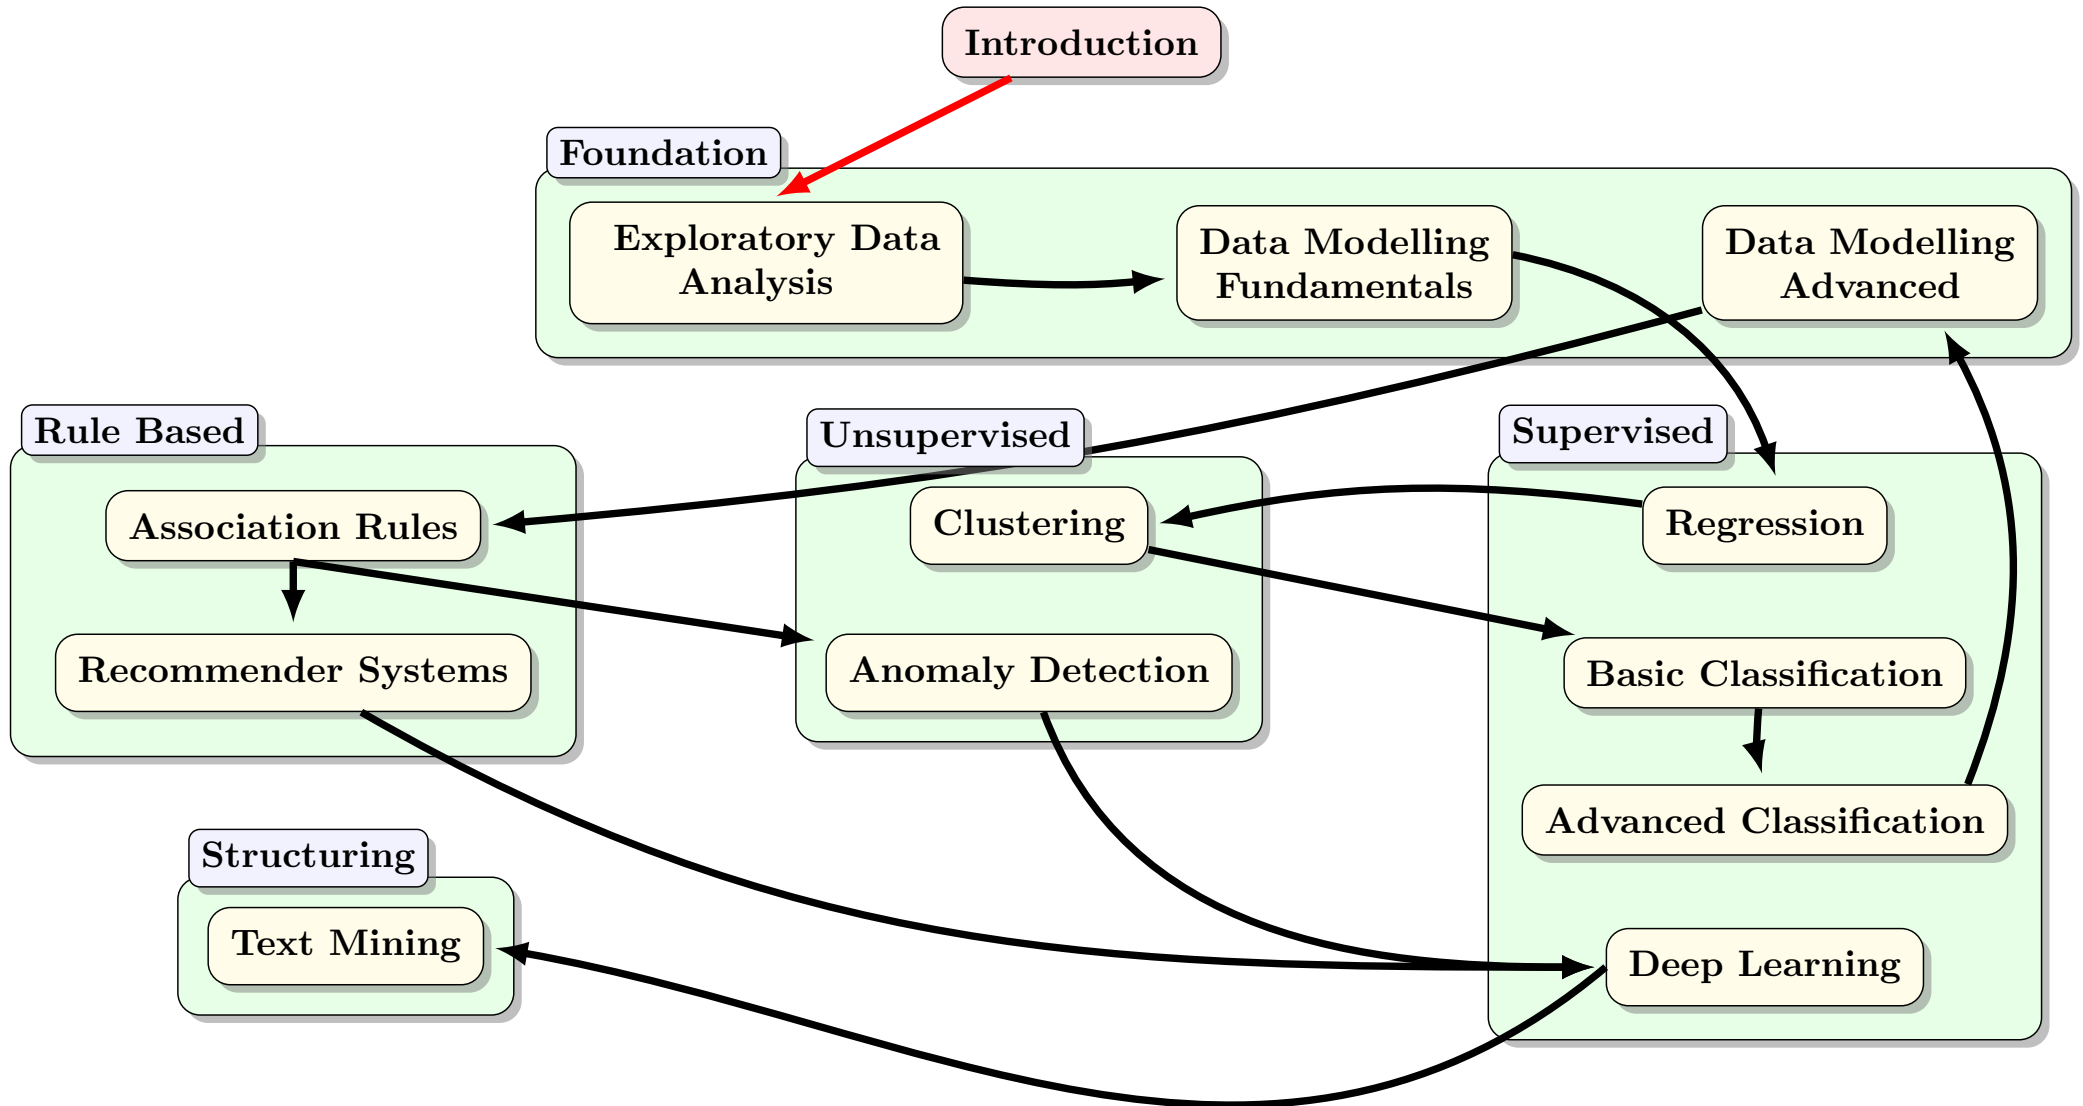 Introduction
Foundation
Exploratory Data
Analysis
Data Modelling
Fundamentals
Data Modelling
Advanced
Rule Based
Association Rules
Recommender Systems
Unsupervised
Clustering
Anomaly Detection
Supervised
Regression
Basic Classification
Advanced Classification
Deep Learning
Structuring
Text Mining